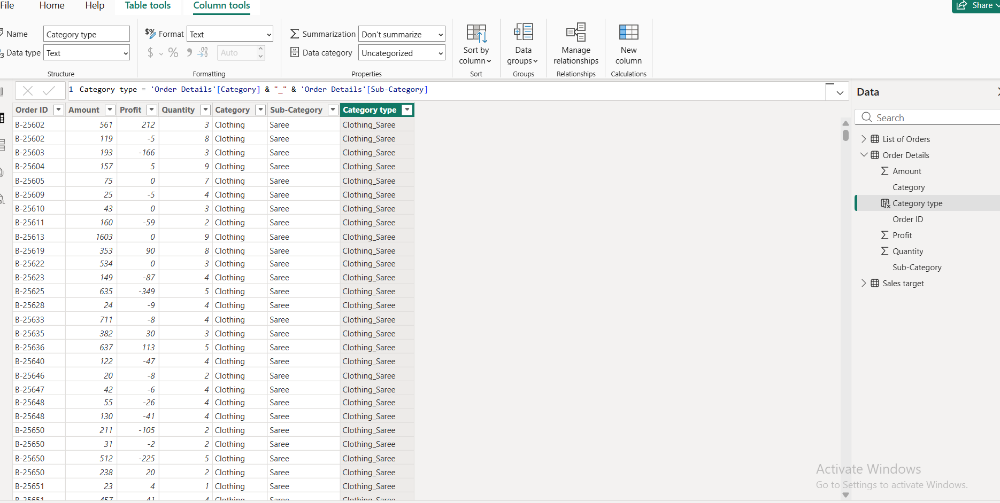 File Home Help Table tools Column tools Share
Name Category type $% Format Text Summarization Don't summarize
Data type Text $ % .00 Auto Data category Uncategorized
Sort by column Data groups Manage relationships New column
Structure Formatting Properties Sort Groups Relationships Calculations
1 Category type = 'Order Details'[Category] & "_" & 'Order Details'[Sub-Category]
Order ID Amount Profit Quantity Category Sub-Category Category type
B-25602 561 212 3 Clothing Saree Clothing_Saree
B-25602 119 -5 8 Clothing Saree Clothing_Saree
B-25603 193 -166 3 Clothing Saree Clothing_Saree
B-25604 157 5 9 Clothing Saree Clothing_Saree
B-25605 75 0 7 Clothing Saree Clothing_Saree
B-25609 25 -5 4 Clothing Saree Clothing_Saree
B-25610 43 0 3 Clothing Saree Clothing_Saree
B-25611 160 -59 2 Clothing Saree Clothing_Saree
B-25613 1603 0 9 Clothing Saree Clothing_Saree
B-25619 353 90 8 Clothing Saree Clothing_Saree
B-25622 534 0 3 Clothing Saree Clothing_Saree
B-25623 149 -87 4 Clothing Saree Clothing_Saree
B-25625 635 -349 5 Clothing Saree Clothing_Saree
B-25628 24 -9 4 Clothing Saree Clothing_Saree
B-25633 711 -8 4 Clothing Saree Clothing_Saree
B-25635 382 30 3 Clothing Saree Clothing_Saree
B-25636 637 113 5 Clothing Saree Clothing_Saree
B-25640 122 -47 4 Clothing Saree Clothing_Saree
B-25646 20 -8 2 Clothing Saree Clothing_Saree
B-25647 42 -6 4 Clothing Saree Clothing_Saree
B-25648 55 -26 4 Clothing Saree Clothing_Saree
B-25648 130 -41 4 Clothing Saree Clothing_Saree
B-25650 211 -105 2 Clothing Saree Clothing_Saree
B-25650 31 -2 2 Clothing Saree Clothing_Saree
B-25650 512 -225 5 Clothing Saree Clothing_Saree
B-25650 238 20 2 Clothing Saree Clothing_Saree
B-25651 23 4 1 Clothing Saree Clothing_Saree
B-25651 457 41 4 Clothing Saree Clothing_Saree
Data
Search
List of Orders
Order Details
Amount
Category
Category type
Order ID
Profit
Quantity
Sub-Category
Sales target
Activate Windows
Go to Settings to activate Windows.